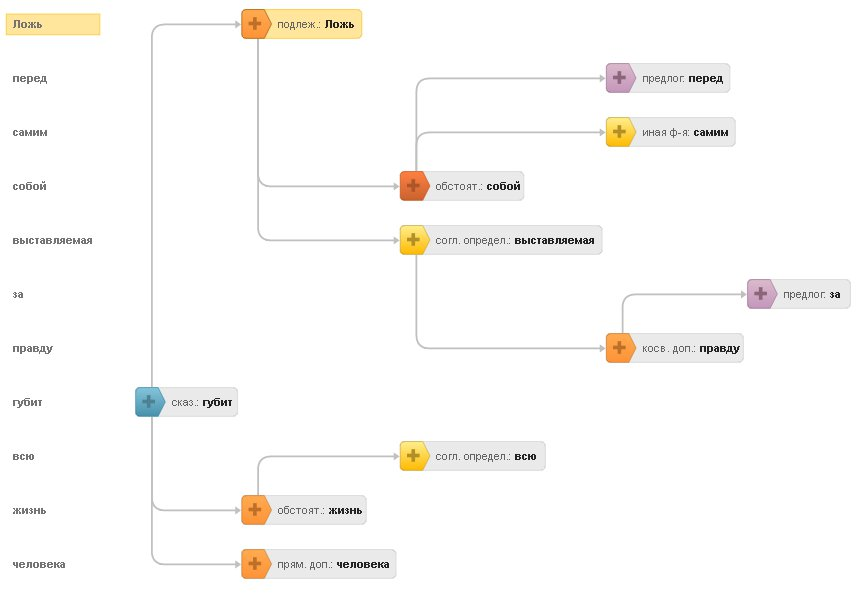 Ложь
подлеж.: Ложь
перед
предлог: перед
самим
иная ф-я: самим
собой
обстоят.: собой
выставляемая
согл. определ.: выставляемая
за
предлог: за
правду
косв. доп.: правду
губит
сказ.: губит
всю
согл. определ.: всю
жизнь
обстоят.: жизнь
человека
прям. доп.: человека